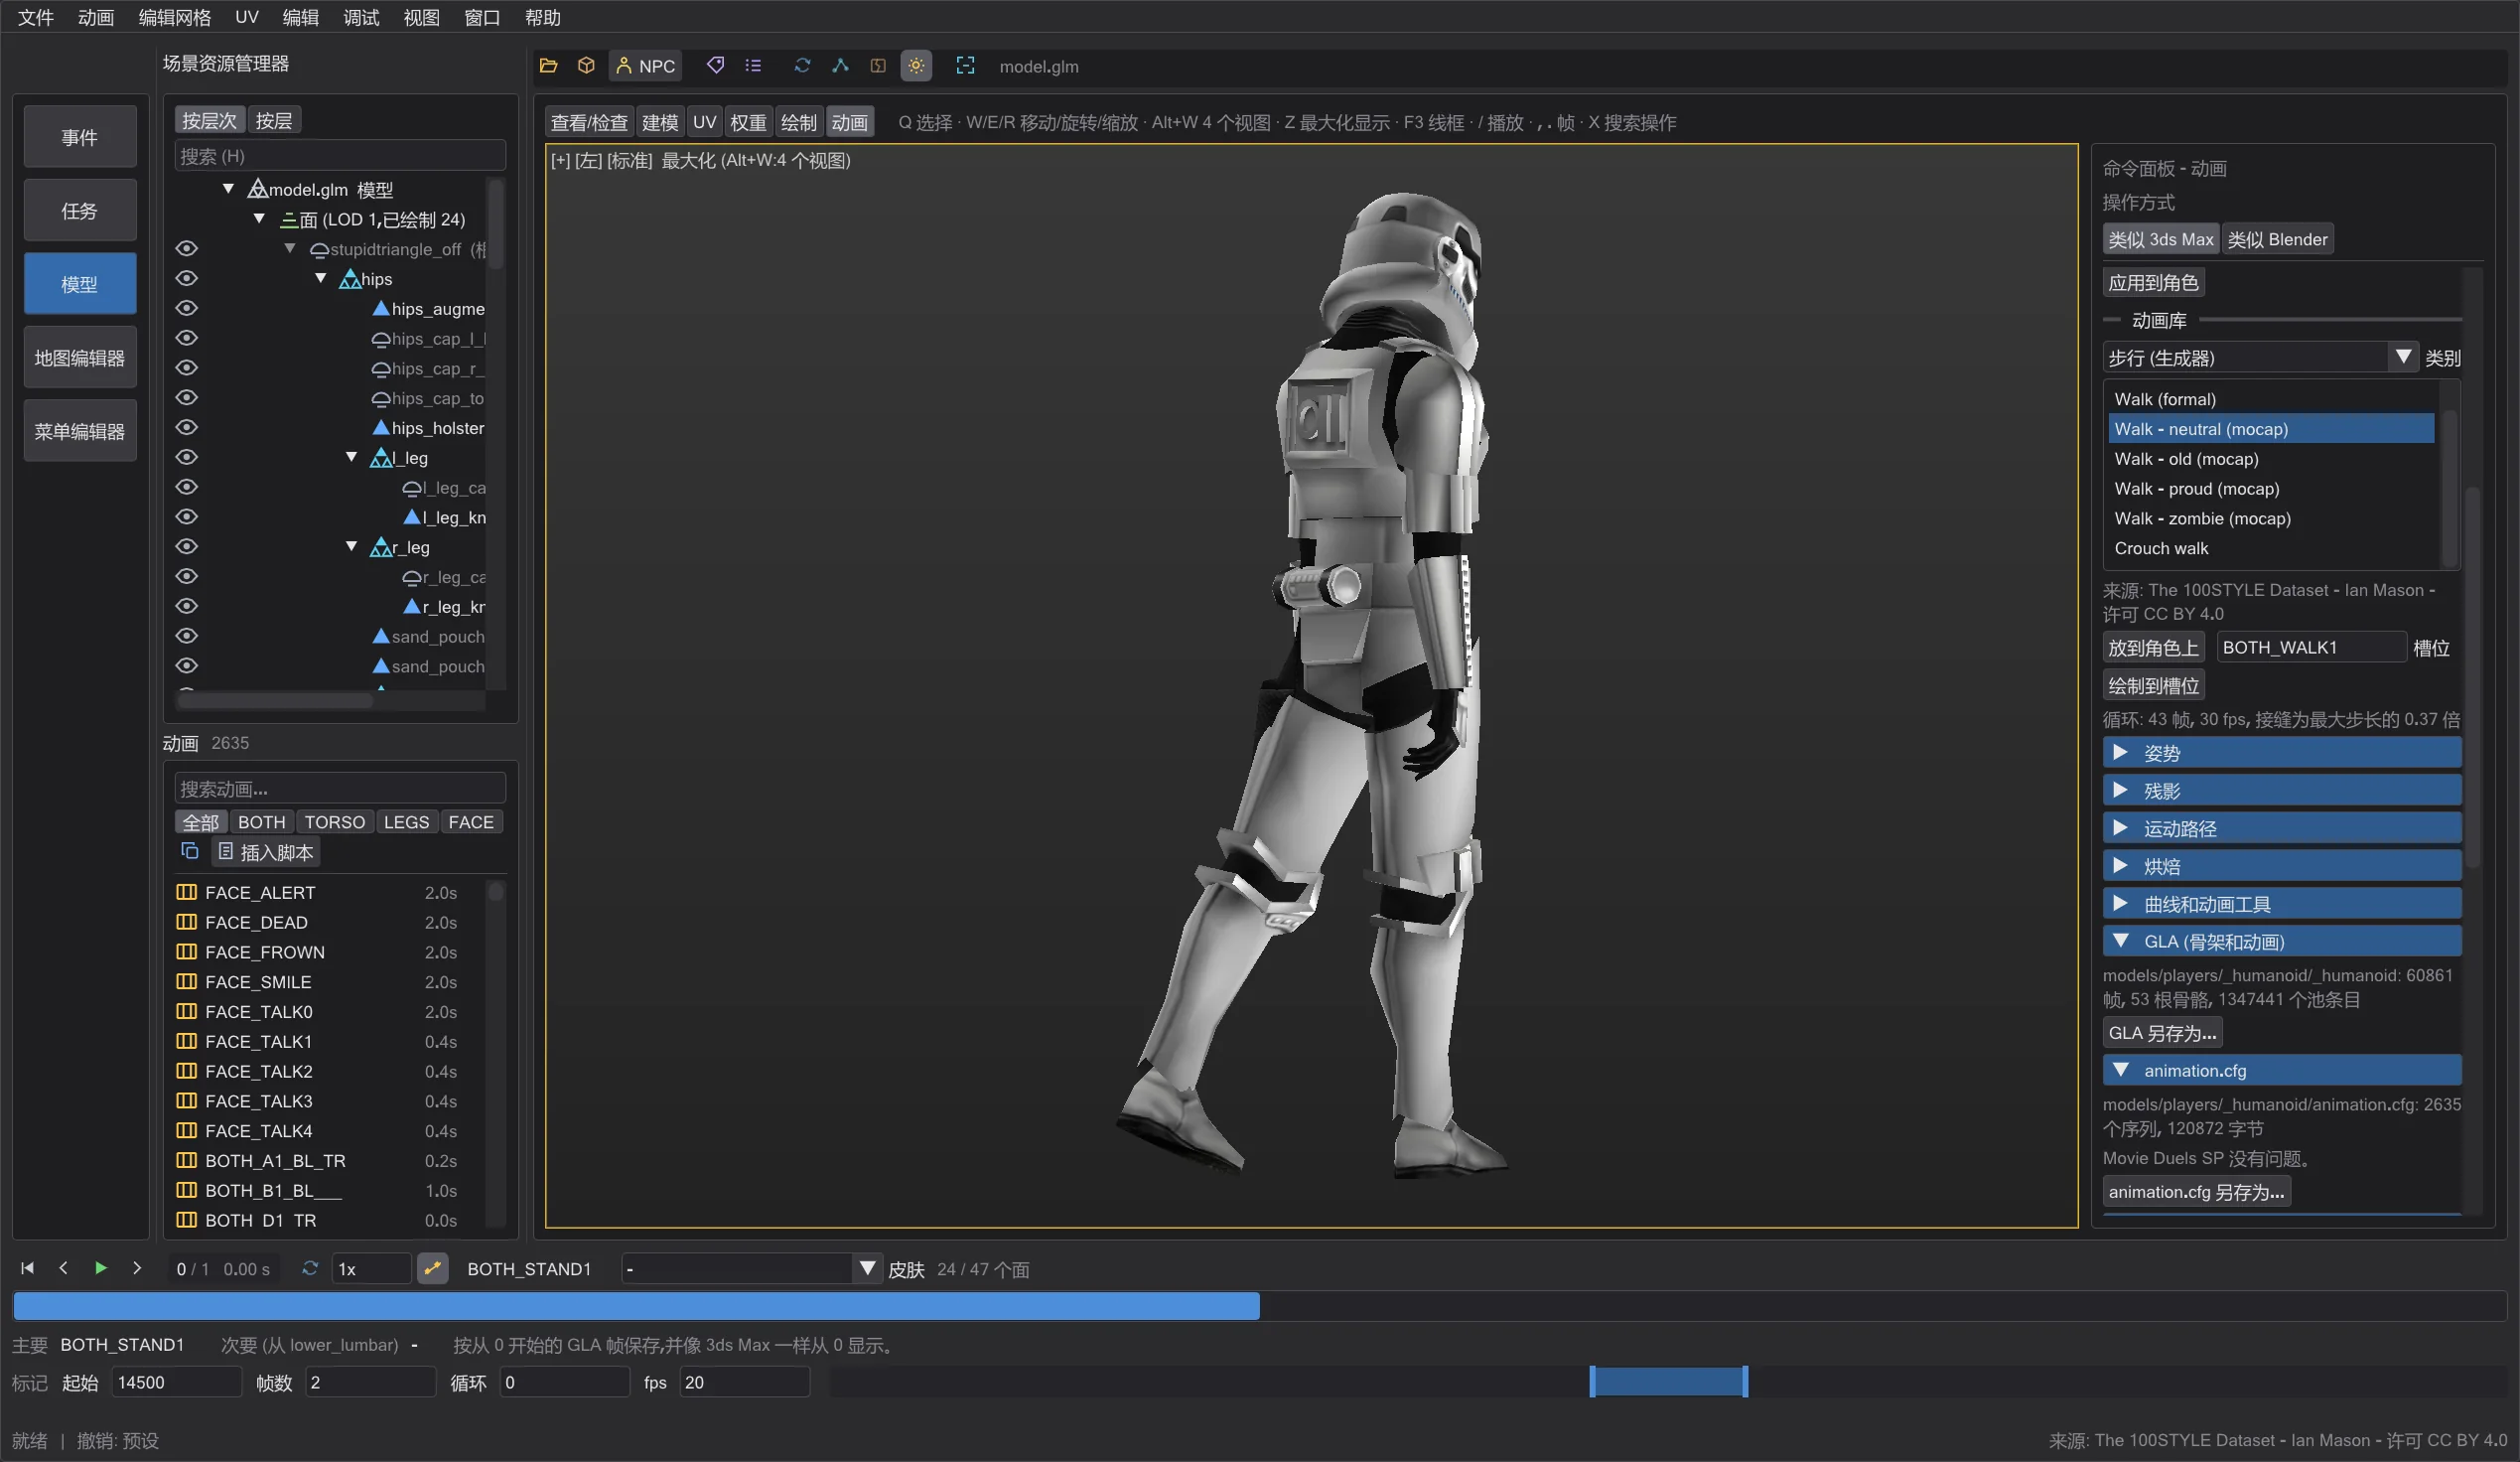 文件 动画 编辑网格 UV 编辑 调试 视图 窗口 帮助
场景资源管理器
NPC
model.glm
事件
任务
模型
地图编辑器
菜单编辑器
按层次 按层
搜索 (H)
model.glm 模型
面 (LOD 1,已绘制 24)
stupidtriangle_off
hips
hips_augme
hips_cap_l_l
hips_cap_r_
hips_cap_to
hips_holster
l_leg
l_leg_ca
l_leg_kn
r_leg
r_leg_ca
r_leg_kn
sand_pouch
sand_pouch
动画 2635
搜索动画...
全部 BOTH TORSO LEGS FACE
插入脚本
FACE_ALERT 2.0s
FACE_DEAD 2.0s
FACE_FROWN 2.0s
FACE_SMILE 2.0s
FACE_TALK0 2.0s
FACE_TALK1 0.4s
FACE_TALK2 0.4s
FACE_TALK3 0.4s
FACE_TALK4 0.4s
BOTH_A1_BL_TR 0.2s
BOTH_B1_BL___ 1.0s
BOTH_D1_TR 0.0s
查看/检查 建模 UV 权重 绘制 动画 Q 选择 · W/E/R 移动/旋转/缩放 · Alt+W 4 个视图 · Z 最大化显示 · F3 线框 · / 播放 · , . 帧 · X 搜索操作
[+] [左] [标准] 最大化 (Alt+W:4 个视图)
命令面板 - 动画
操作方式
类似 3ds Max 类似 Blender
应用到角色
动画库
步行 (生成器) 类别
Walk (formal)
Walk - neutral (mocap)
Walk - old (mocap)
Walk - proud (mocap)
Walk - zombie (mocap)
Crouch walk
来源: The 100STYLE Dataset - Ian Mason -
许可 CC BY 4.0
放到角色上 BOTH_WALK1 槽位
绘制到槽位
循环: 43 帧, 30 fps, 接缝为最大步长的 0.37 倍
姿势
残影
运动路径
烘焙
曲线和动画工具
GLA (骨架和动画)
models/players/_humanoid/_humanoid: 60861
帧, 53 根骨骼, 1347441 个池条目
GLA 另存为...
animation.cfg
models/players/_humanoid/animation.cfg: 2635
个序列, 120872 字节
Movie Duels SP 没有问题。
animation.cfg 另存为...
0 / 1 0.00 s 1x BOTH_STAND1 - 皮肤 24 / 47 个面
主要 BOTH_STAND1 次要 (从 lower_lumbar) - 按从 0 开始的 GLA 帧保存,并像 3ds Max 一样从 0 显示。
标记 起始 14500 帧数 2 循环 0 fps 20
就绪 | 撤销: 预设
来源: The 100STYLE Dataset - Ian Mason - 许可 CC BY 4.0